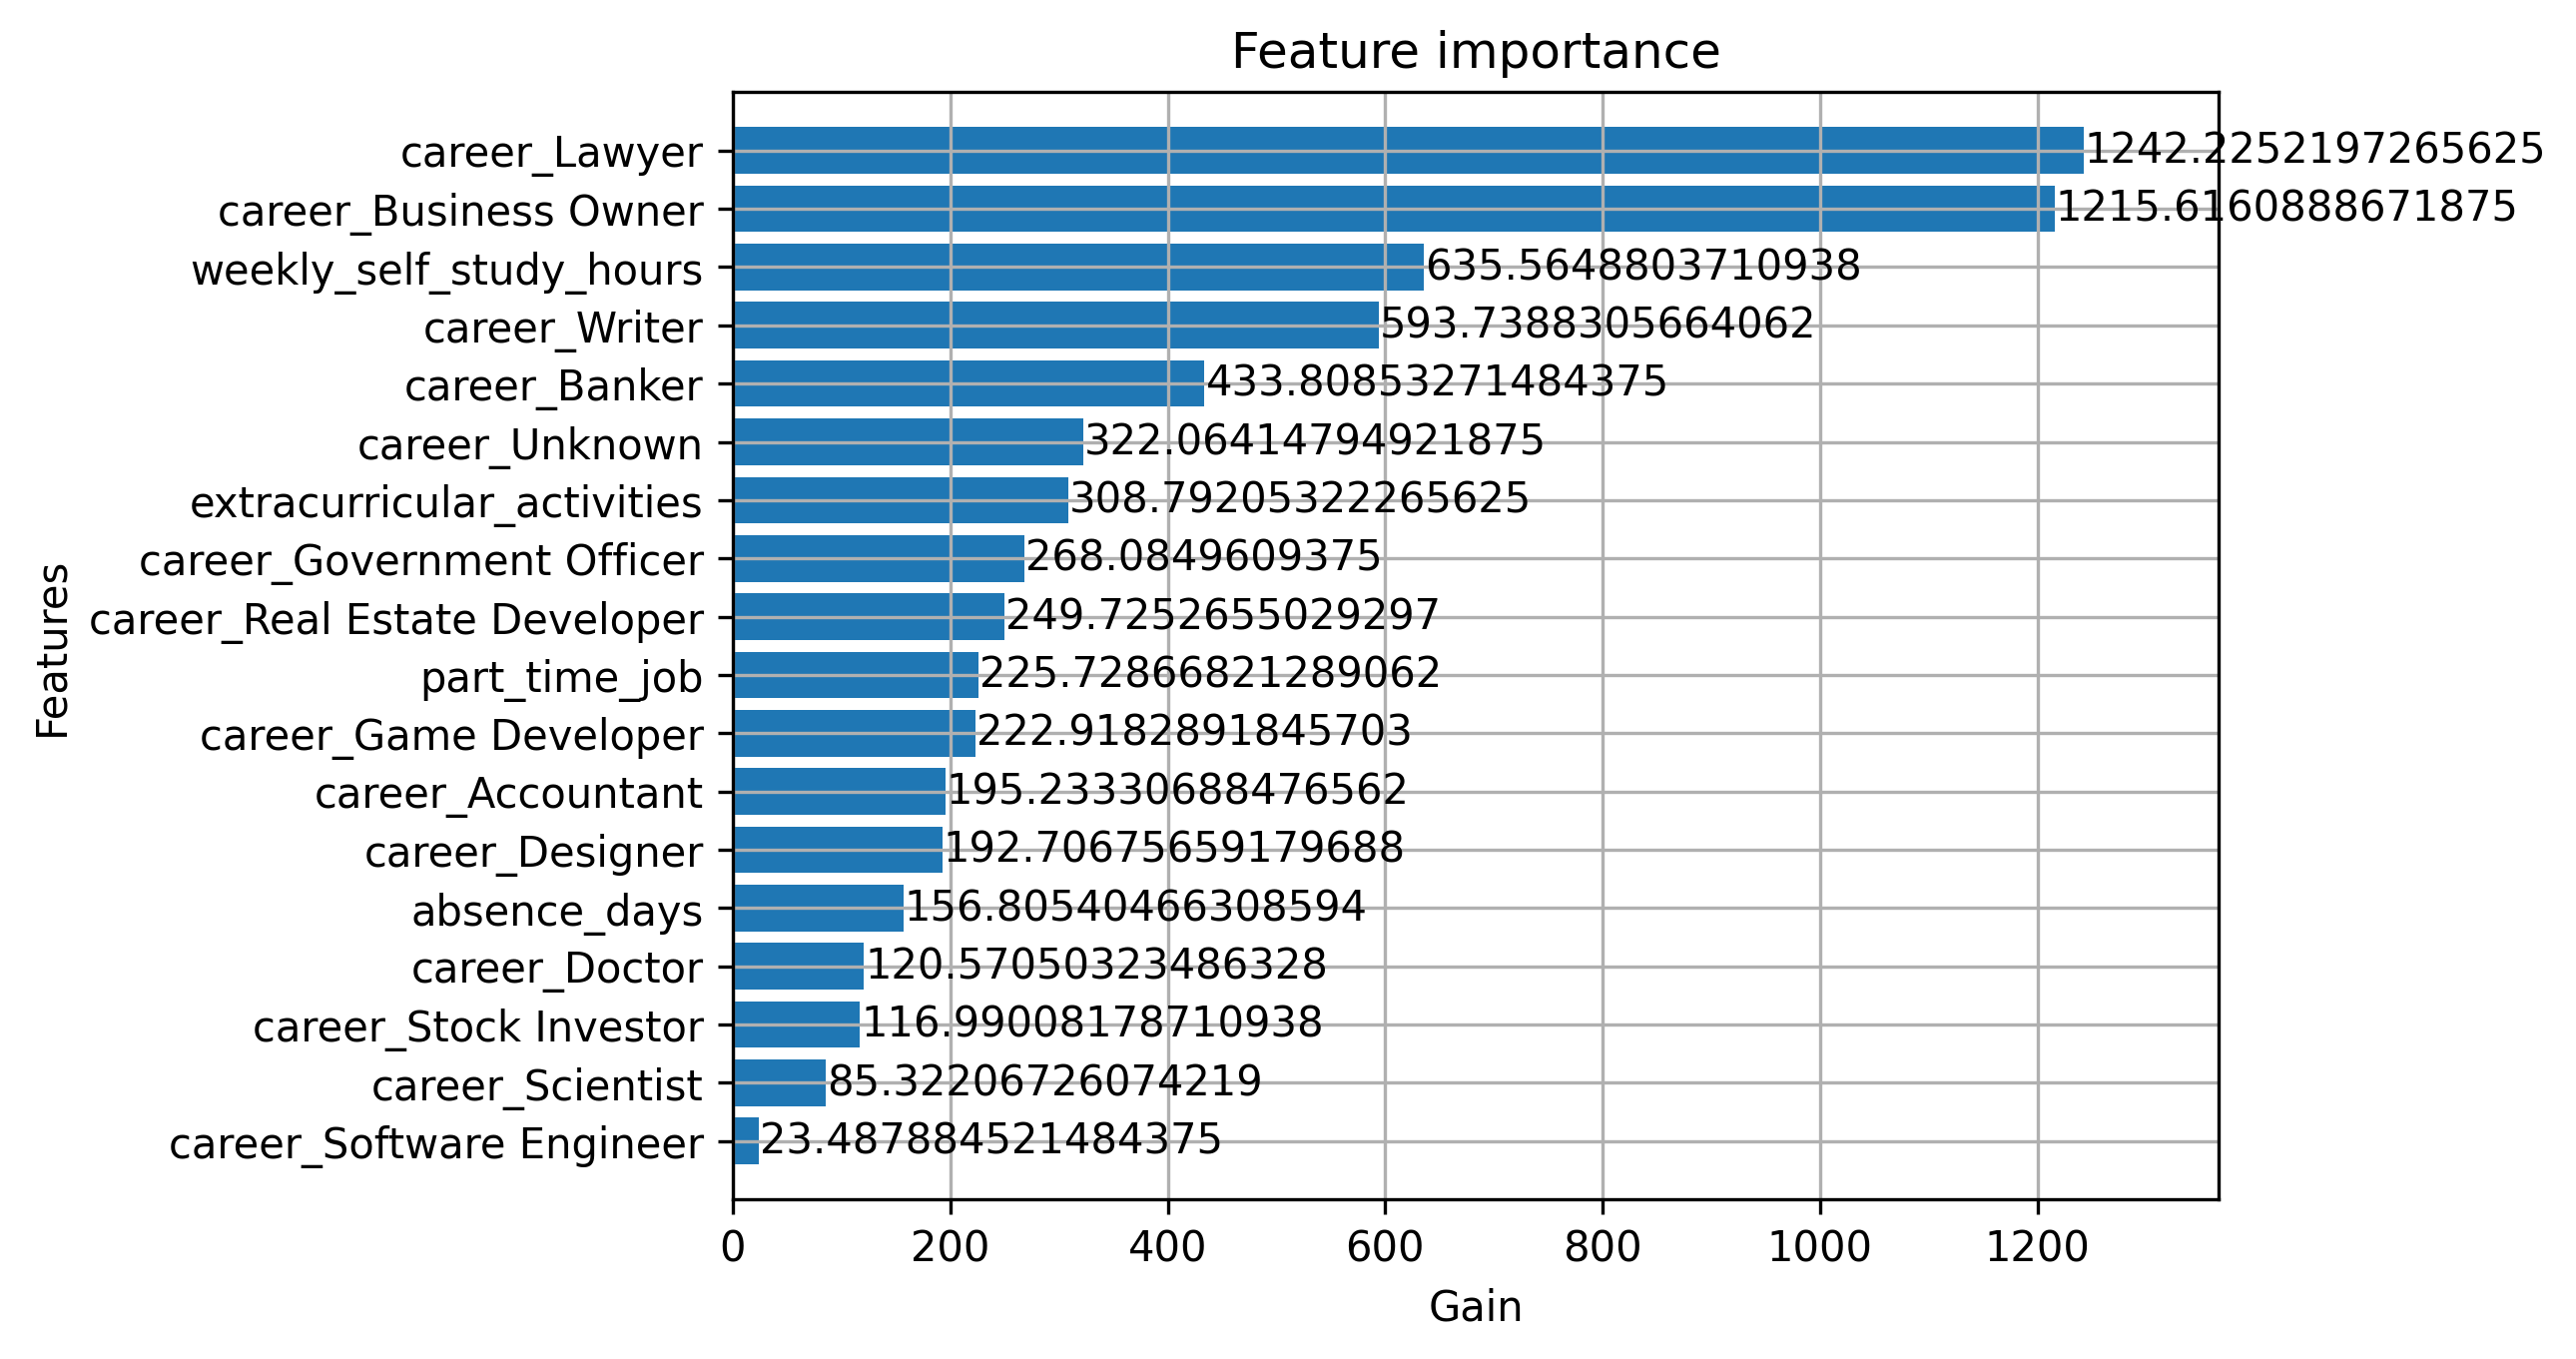 Feature importance
career_Lawyer 1242.2252197265625
career_Business Owner 1215.6160888671875
weekly_self_study_hours 635.5648803710938
career_Writer 593.7388305664062
career_Banker 433.80853271484375
career_Unknown 322.06414794921875
extracurricular_activities 308.79205322265625
career_Government Officer 268.0849609375
career_Real Estate Developer 249.7252655029297
part_time_job 225.72866821289062
career_Game Developer 222.9182891845703
career_Accountant 195.23330688476562
career_Designer 192.70675659179688
absence_days 156.80540466308594
career_Doctor 120.57050323486328
career_Stock Investor 116.99008178710938
career_Scientist 85.32206726074219
career_Software Engineer 23.487884521484375
Features
0 200 400 600 800 1000 1200
Gain